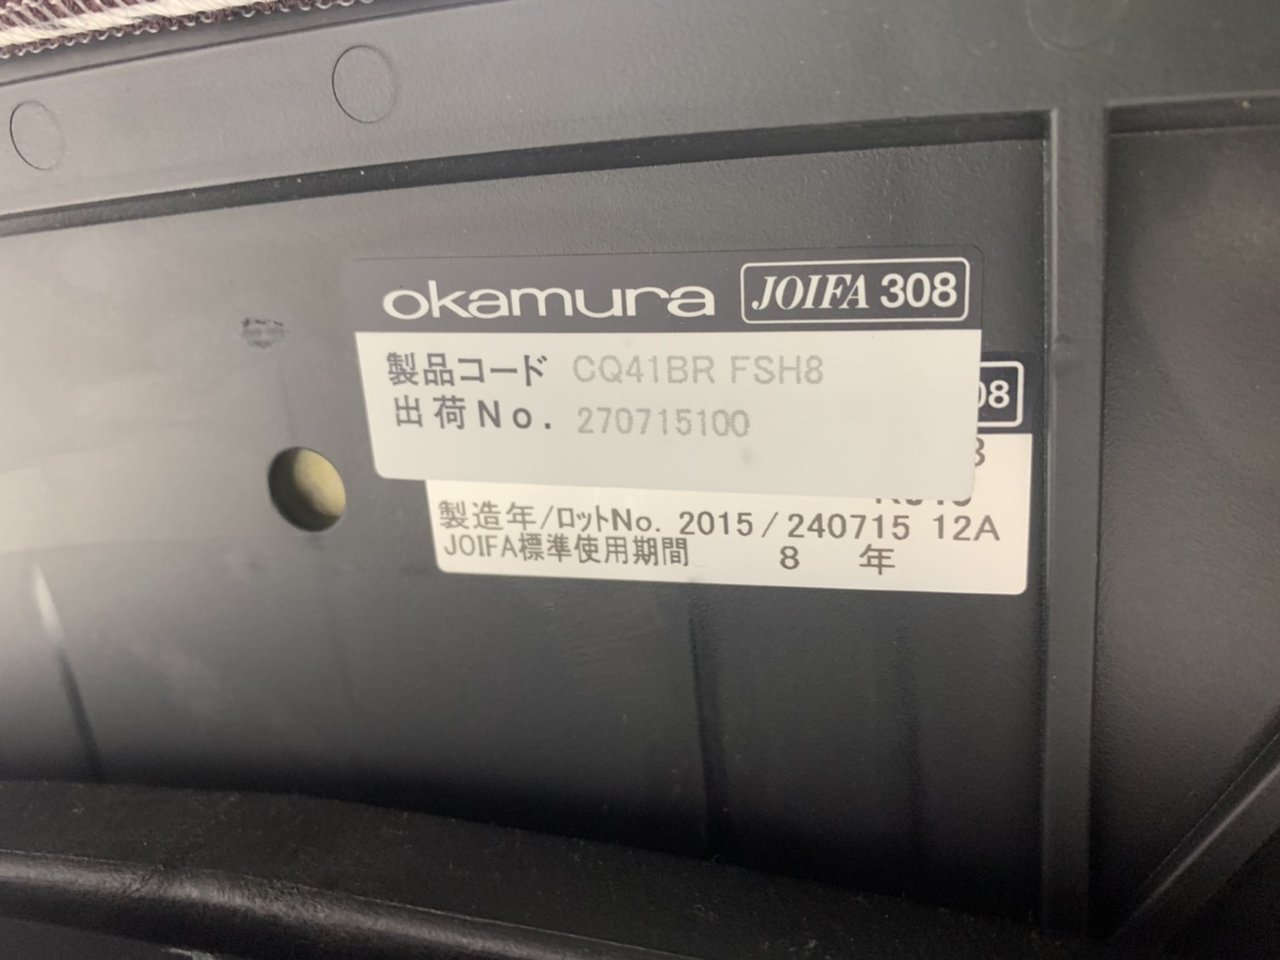 okamura JOIFA 308
製品コード CQ41BR FSH8
出荷No. 270715100
08
製造年/ロットNo. 2015/240715 12A
JOIFA標準使用期間 8 年